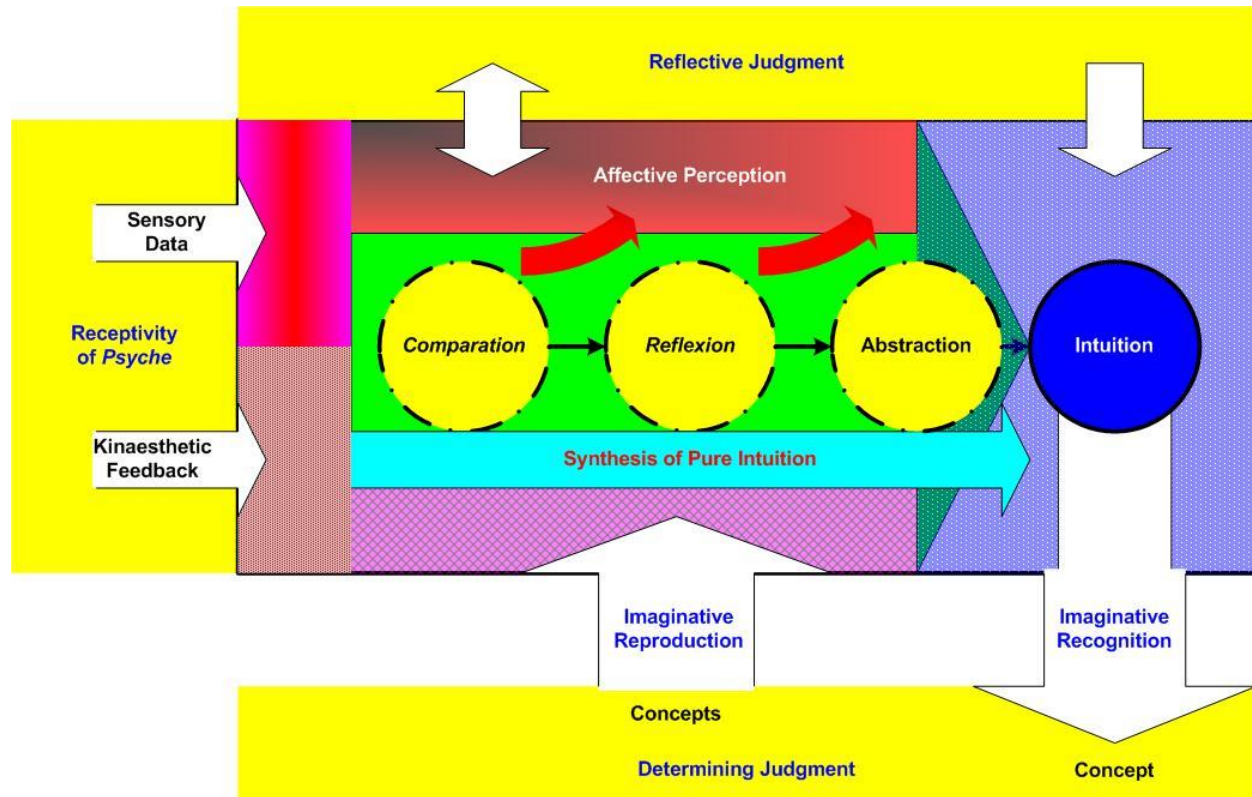 Reflective Judgment
Affective Perception
Sensory
Data
Receptivity
of Psyche
Comparation
Reflexion
Abstraction
Intuition
Kinaesthetic
Feedback
Synthesis of Pure Intuition
Imaginative
Reproduction
Imaginative
Recognition
Concepts
Determining Judgment
Concept